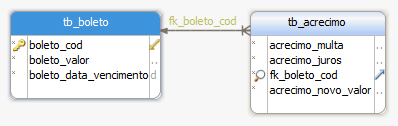 tb_boleto
boleto_cod
boleto_valor
boleto_data_vencimento d
fk_boleto_cod
tb_acrecimo
acrecimo_multa
acrecimo_juros
fk_boleto_cod
acrecimo_novo_valor